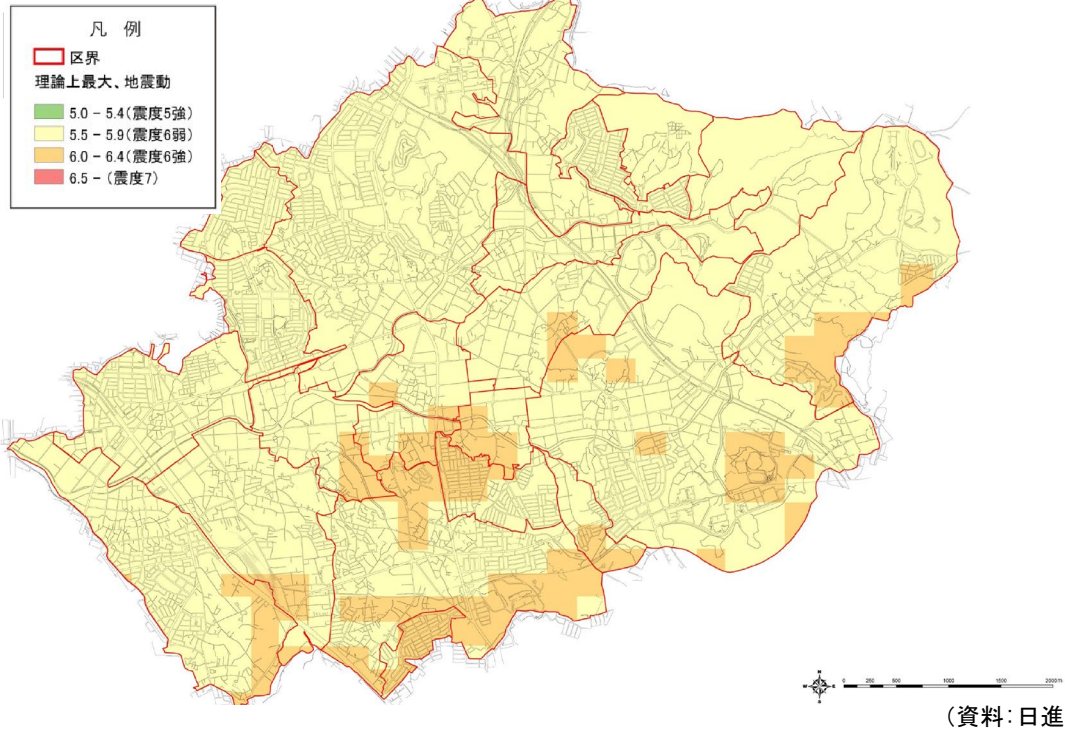 凡 例
区界
理論上最大、地震動
5.0 - 5.4(震度5強)
5.5 - 5.9(震度6弱)
6.0 - 6.4(震度6強)
6.5 - (震度7)
N
W E
S
0 250 500 1000 1500 2000m
(資料:日進